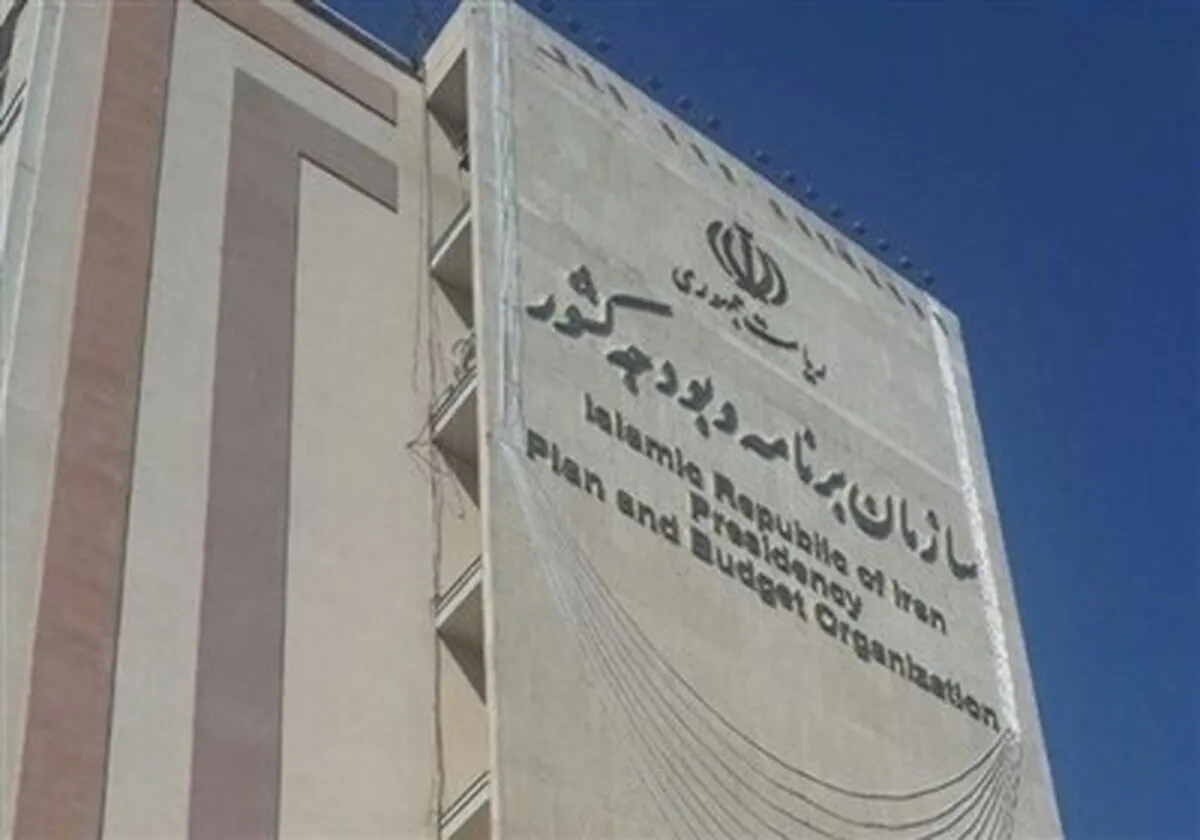 ریاست جمهوری
سازمان برنامه و بودجه کشور
Islamic Republic of Iran
Presidency
Plan and Budget Organization